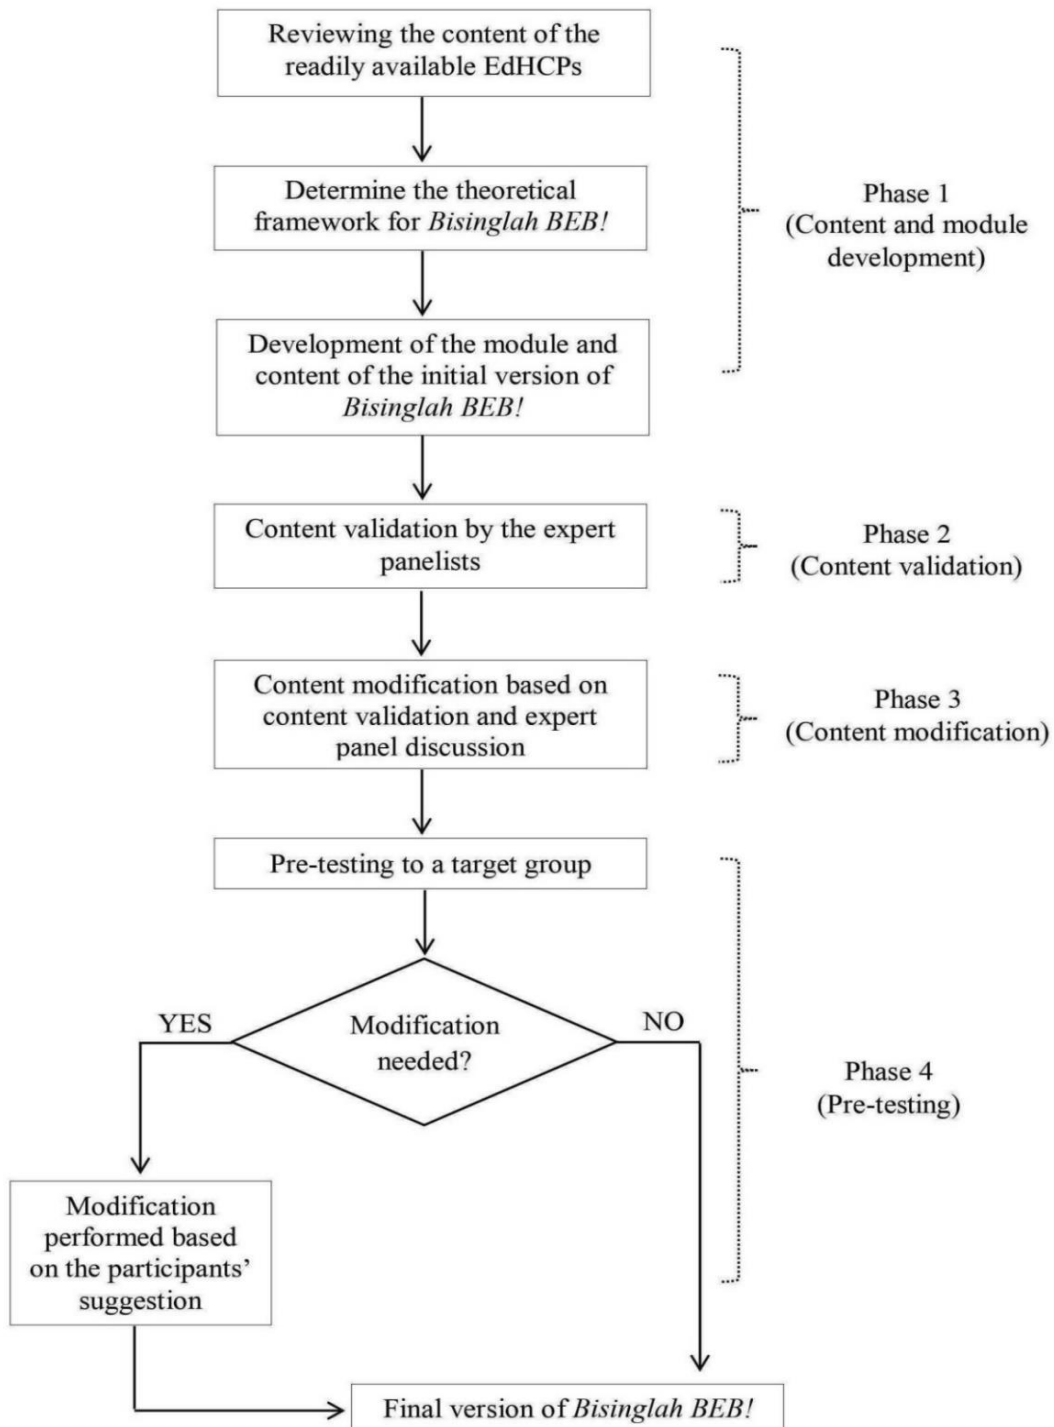 Reviewing the content of the
readily available EdHCPs
Determine the theoretical
framework for Bisinglah BEB!
Phase 1
(Content and module
development)
Development of the module and
content of the initial version of
Bisinglah BEB!
Content validation by the expert
panelists
Phase 2
(Content validation)
Content modification based on
content validation and expert
panel discussion
Phase 3
(Content modification)
Pre-testing to a target group
YES
Modification
needed?
NO
Phase 4
(Pre-testing)
Modification
performed based
on the participants’
suggestion
Final version of Bisinglah BEB!